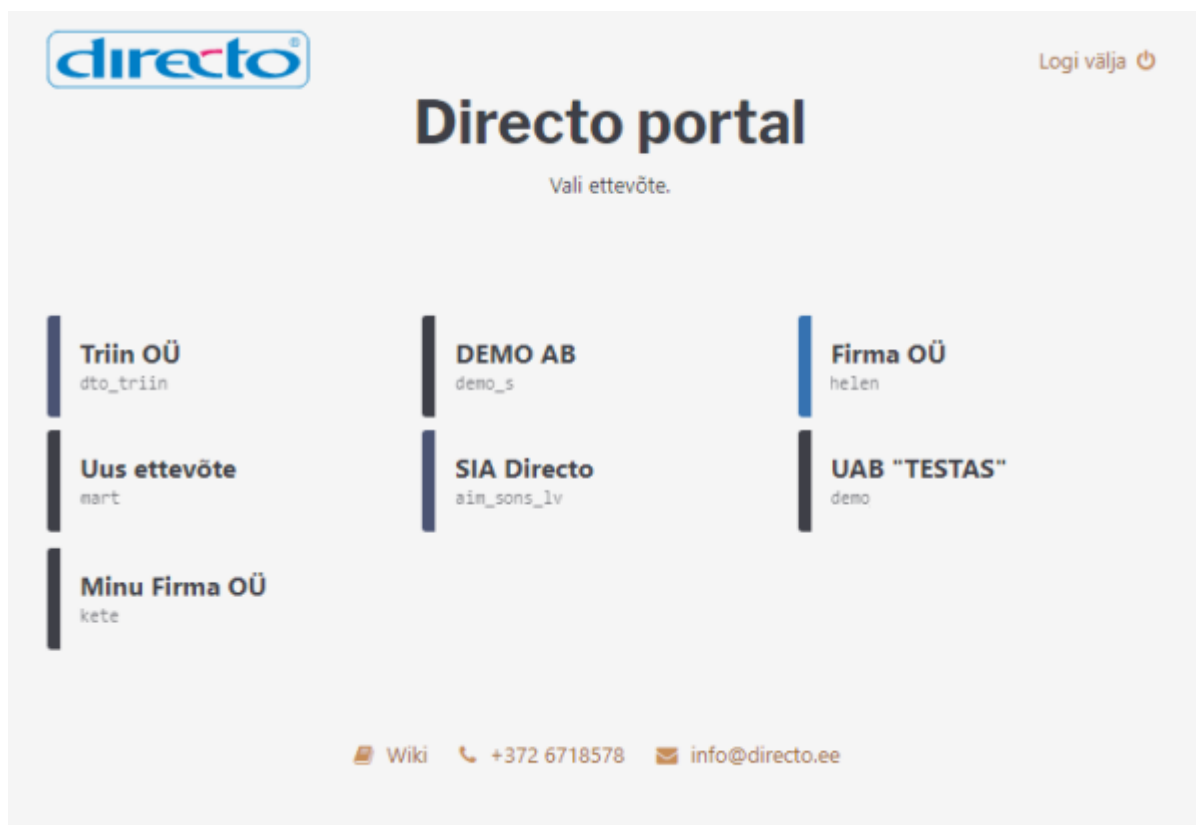 directo®
Logi välja
Directo portal
Vali ettevõte.
Triin OÜ
dto_triin
DEMO AB
demo_s
Firma OÜ
helen
Uus ettevõte
mart
SIA Directo
aim_sons_lv
UAB "TESTAS"
demo
Minu Firma OÜ
kete
Wiki +372 6718578 info@directo.ee